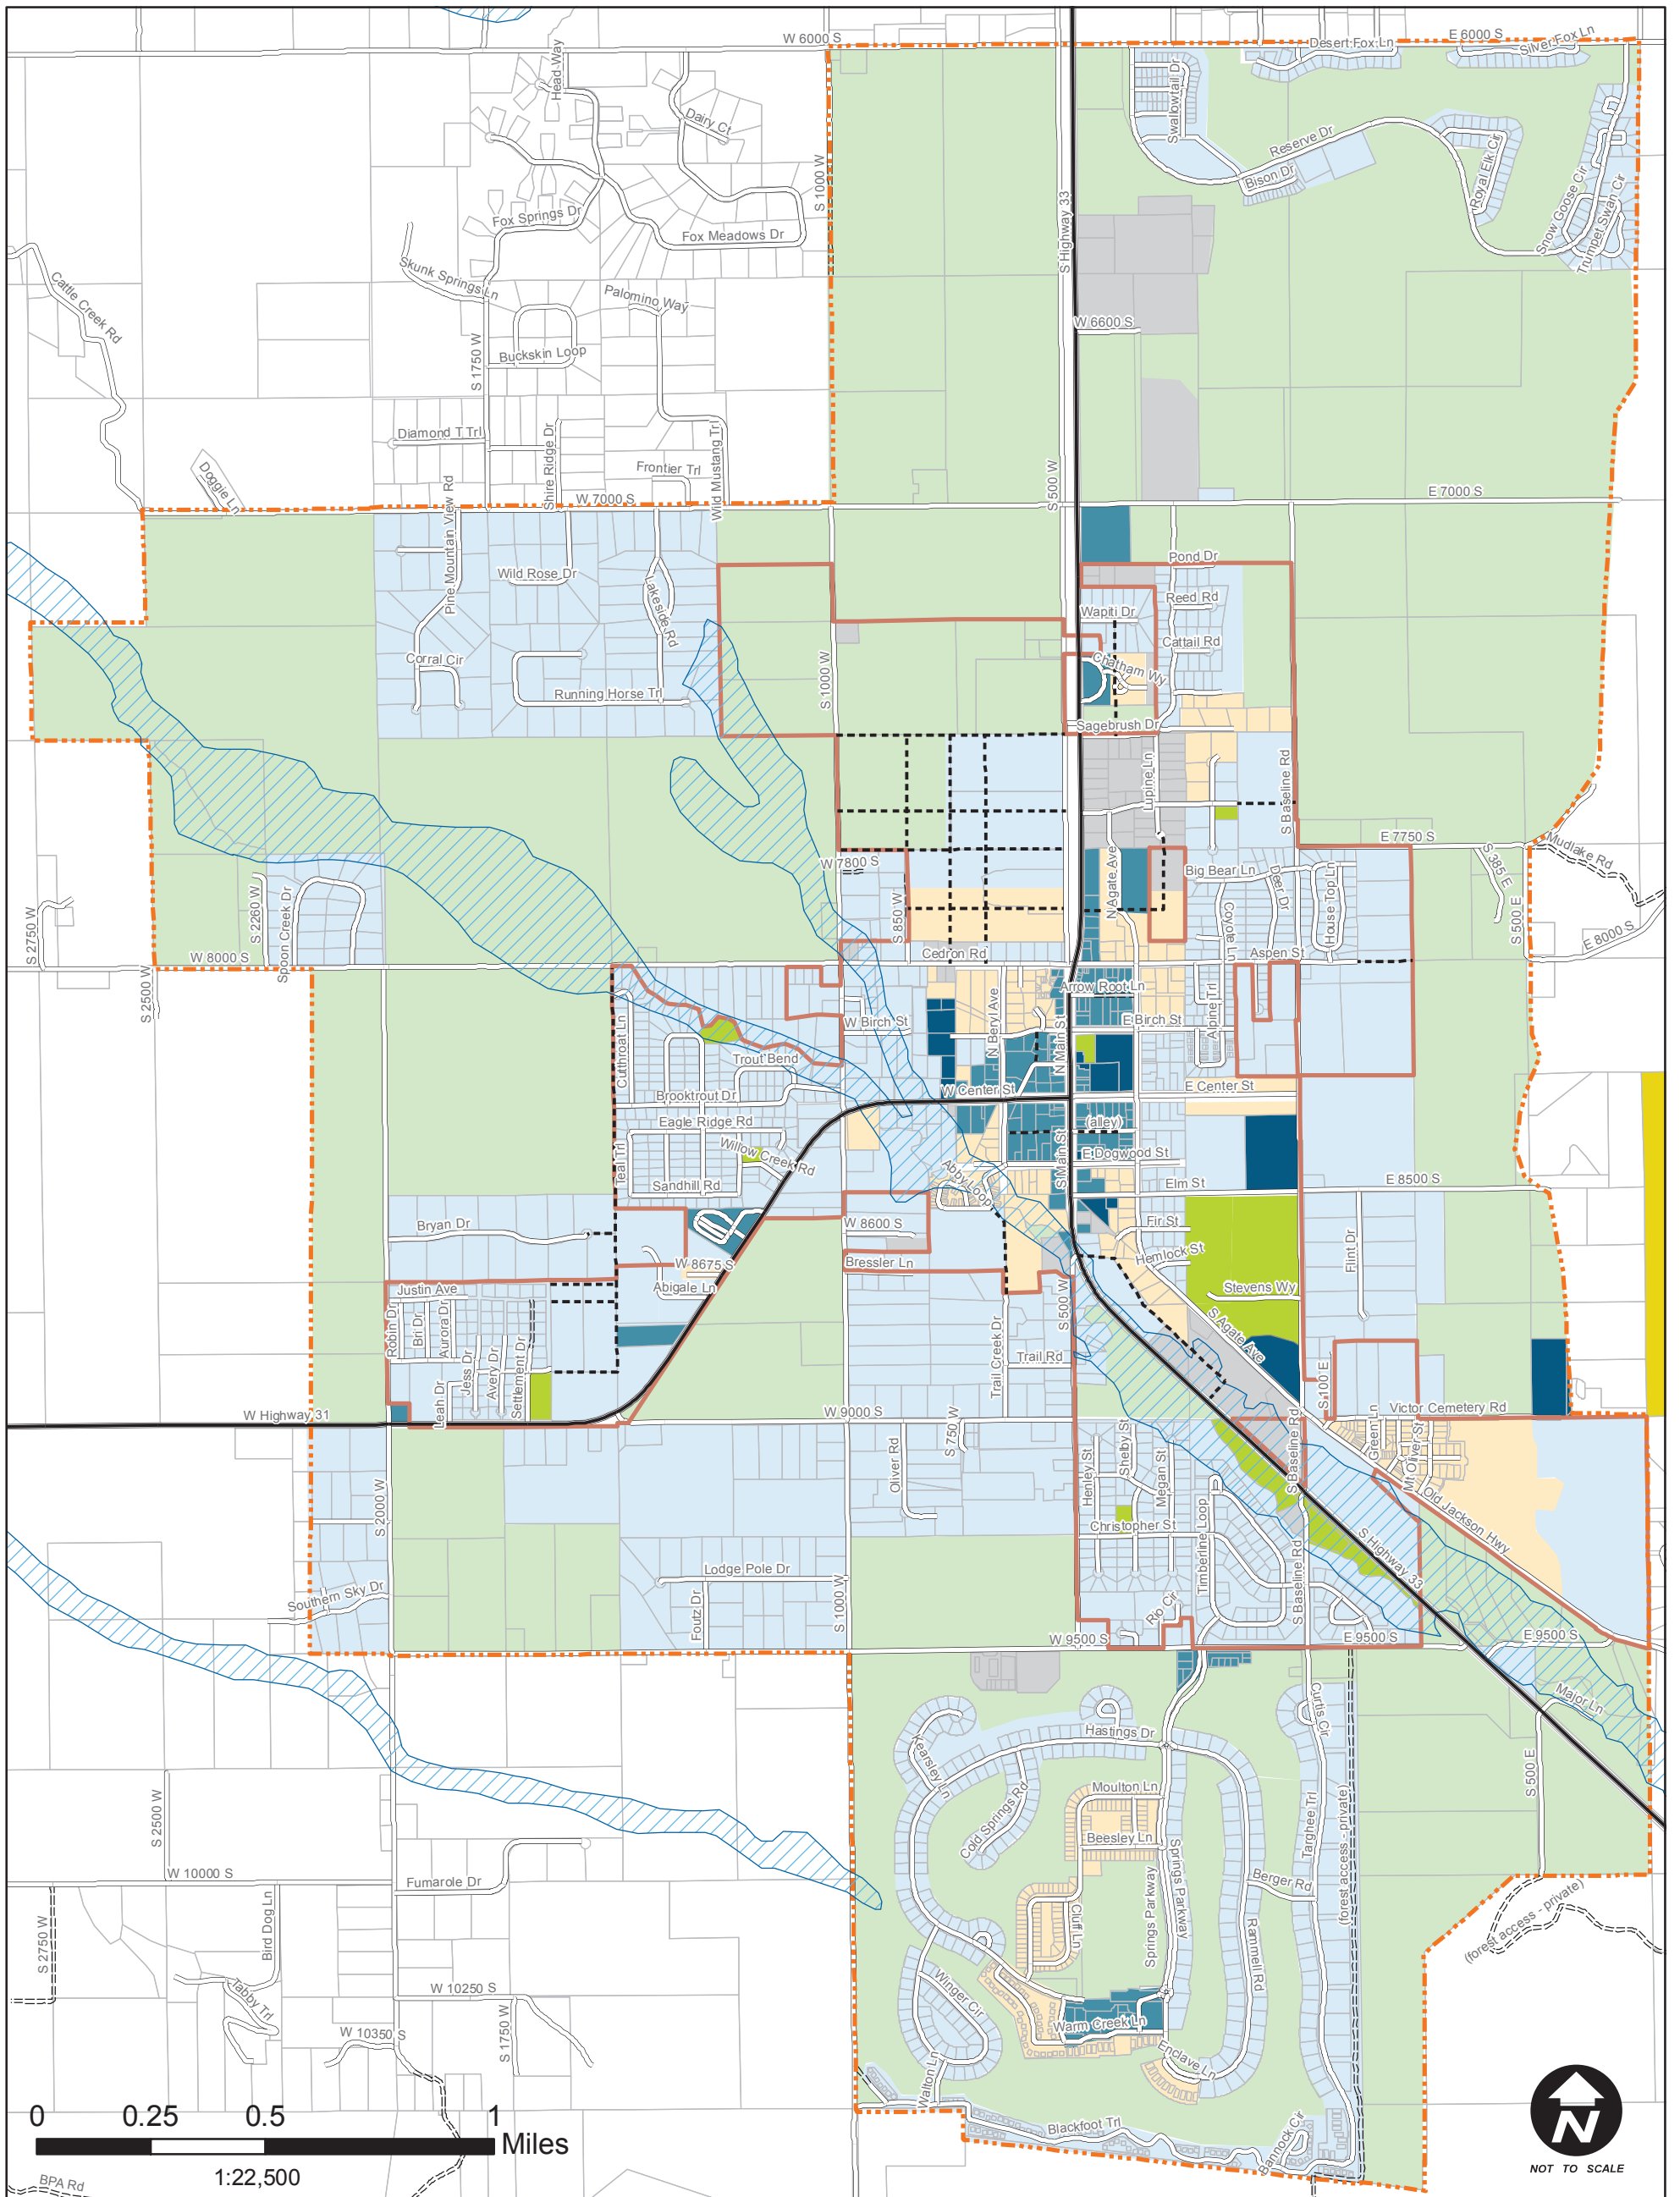 W 6000 S
E 6000 S
Desert Fox Ln
Silver Fox Ln
Head Way
Dairy Ct
Swallowtail Dr
Reserve Dr
Bison Dr
Royal Elk Cir
Snow Goose Cir
Trumpet Swan Cir
S 1000 W
S Highway 33
Fox Springs Dr
Fox Meadows Dr
Skunk Springs Ln
Palomino Way
Cattle Creek Rd
Buckskin Loop
S 1750 W
W 6600 S
Diamond T Trl
Shire Ridge Dr
Frontier Trl
Wild Mustang Trl
Doggie Ln
Pine Mountain View Rd
W 7000 S
S 500 W
E 7000 S
Wild Rose Dr
Lakeside Rd
Pond Dr
Reed Rd
Wapiti Dr
Cattail Rd
Chatham Wy
Corral Cir
Running Horse Trl
S 1000 W
Sagebrush Dr
Lupine Ln
S Baseline Rd
E 7750 S
Mudlake Rd
S 385 E
W 7800 S
N Agate Ave
Big Bear Ln
Deer Dr
House Top Ln
Coyote Ln
S 850 W
S 2750 W
S 2260 W
Spoon Creek Dr
S 500 E
E 8000 S
W 8000 S
Cedron Rd
Aspen St
S 2500 W
Arrow Root Ln
Alpine Trl
Cutthroat Ln
W Birch St
N Beryl Ave
N Main St
E Birch St
Trout Bend
Brooktrout Dr
W Center St
E Center St
Eagle Ridge Rd
(alley)
Willow Creek Rd
E Dogwood St
Teal Trl
Sandhill Rd
Abby Loop
S Main St
Elm St
E 8500 S
Bryan Dr
W 8600 S
Fir St
Hemlock St
Flint Dr
W 8675 S
Bressler Ln
Justin Ave
Abigale Ln
Stevens Wy
Robin Dr
Bri Dr
Aurora Dr
S 500 W
S Agate Ave
Jess Dr
Avery Dr
Settlement Dr
Trail Creek Dr
Trail Rd
S 100 E
Leah Dr
W Highway 31
W 9000 S
Victor Cemetery Rd
S Baseline Rd
Green Ln
Mt Oliver St
S 750 W
Oliver Rd
Henley St
Shelby St
Megan St
Old Jackson Hwy
S 2000 W
Christopher St
Timberline Loop
S Highway 33
Lodge Pole Dr
Southern Sky Dr
Foutz Dr
S 1000 W
Rio Cir
S Baseline Rd
W 9500 S
E 9500 S
E 9500 S
Major Ln
Curtis Cir
Hastings Dr
Kearsley Ln
S 500 E
Moulton Ln
Cold Springs Rd
Beesley Ln
S 2500 W
Targhee Trl
(forest access - private)
Springs Parkway
Springs Parkway
Berger Rd
W 10000 S
Fumarole Dr
Cluff Ln
Rammell Rd
(forest access - private)
S 2750 W
Bird Dog Ln
W 10250 S
Tabby Trl
Winger Cir
Warm Creek Ln
W 10350 S
S 1750 W
Enclave Ln
Walton Ln
Blackfoot Trl
Bannock Cir
0 0.25 0.5 1
Miles
1:22,500
BPA Rd
N
NOT TO SCALE